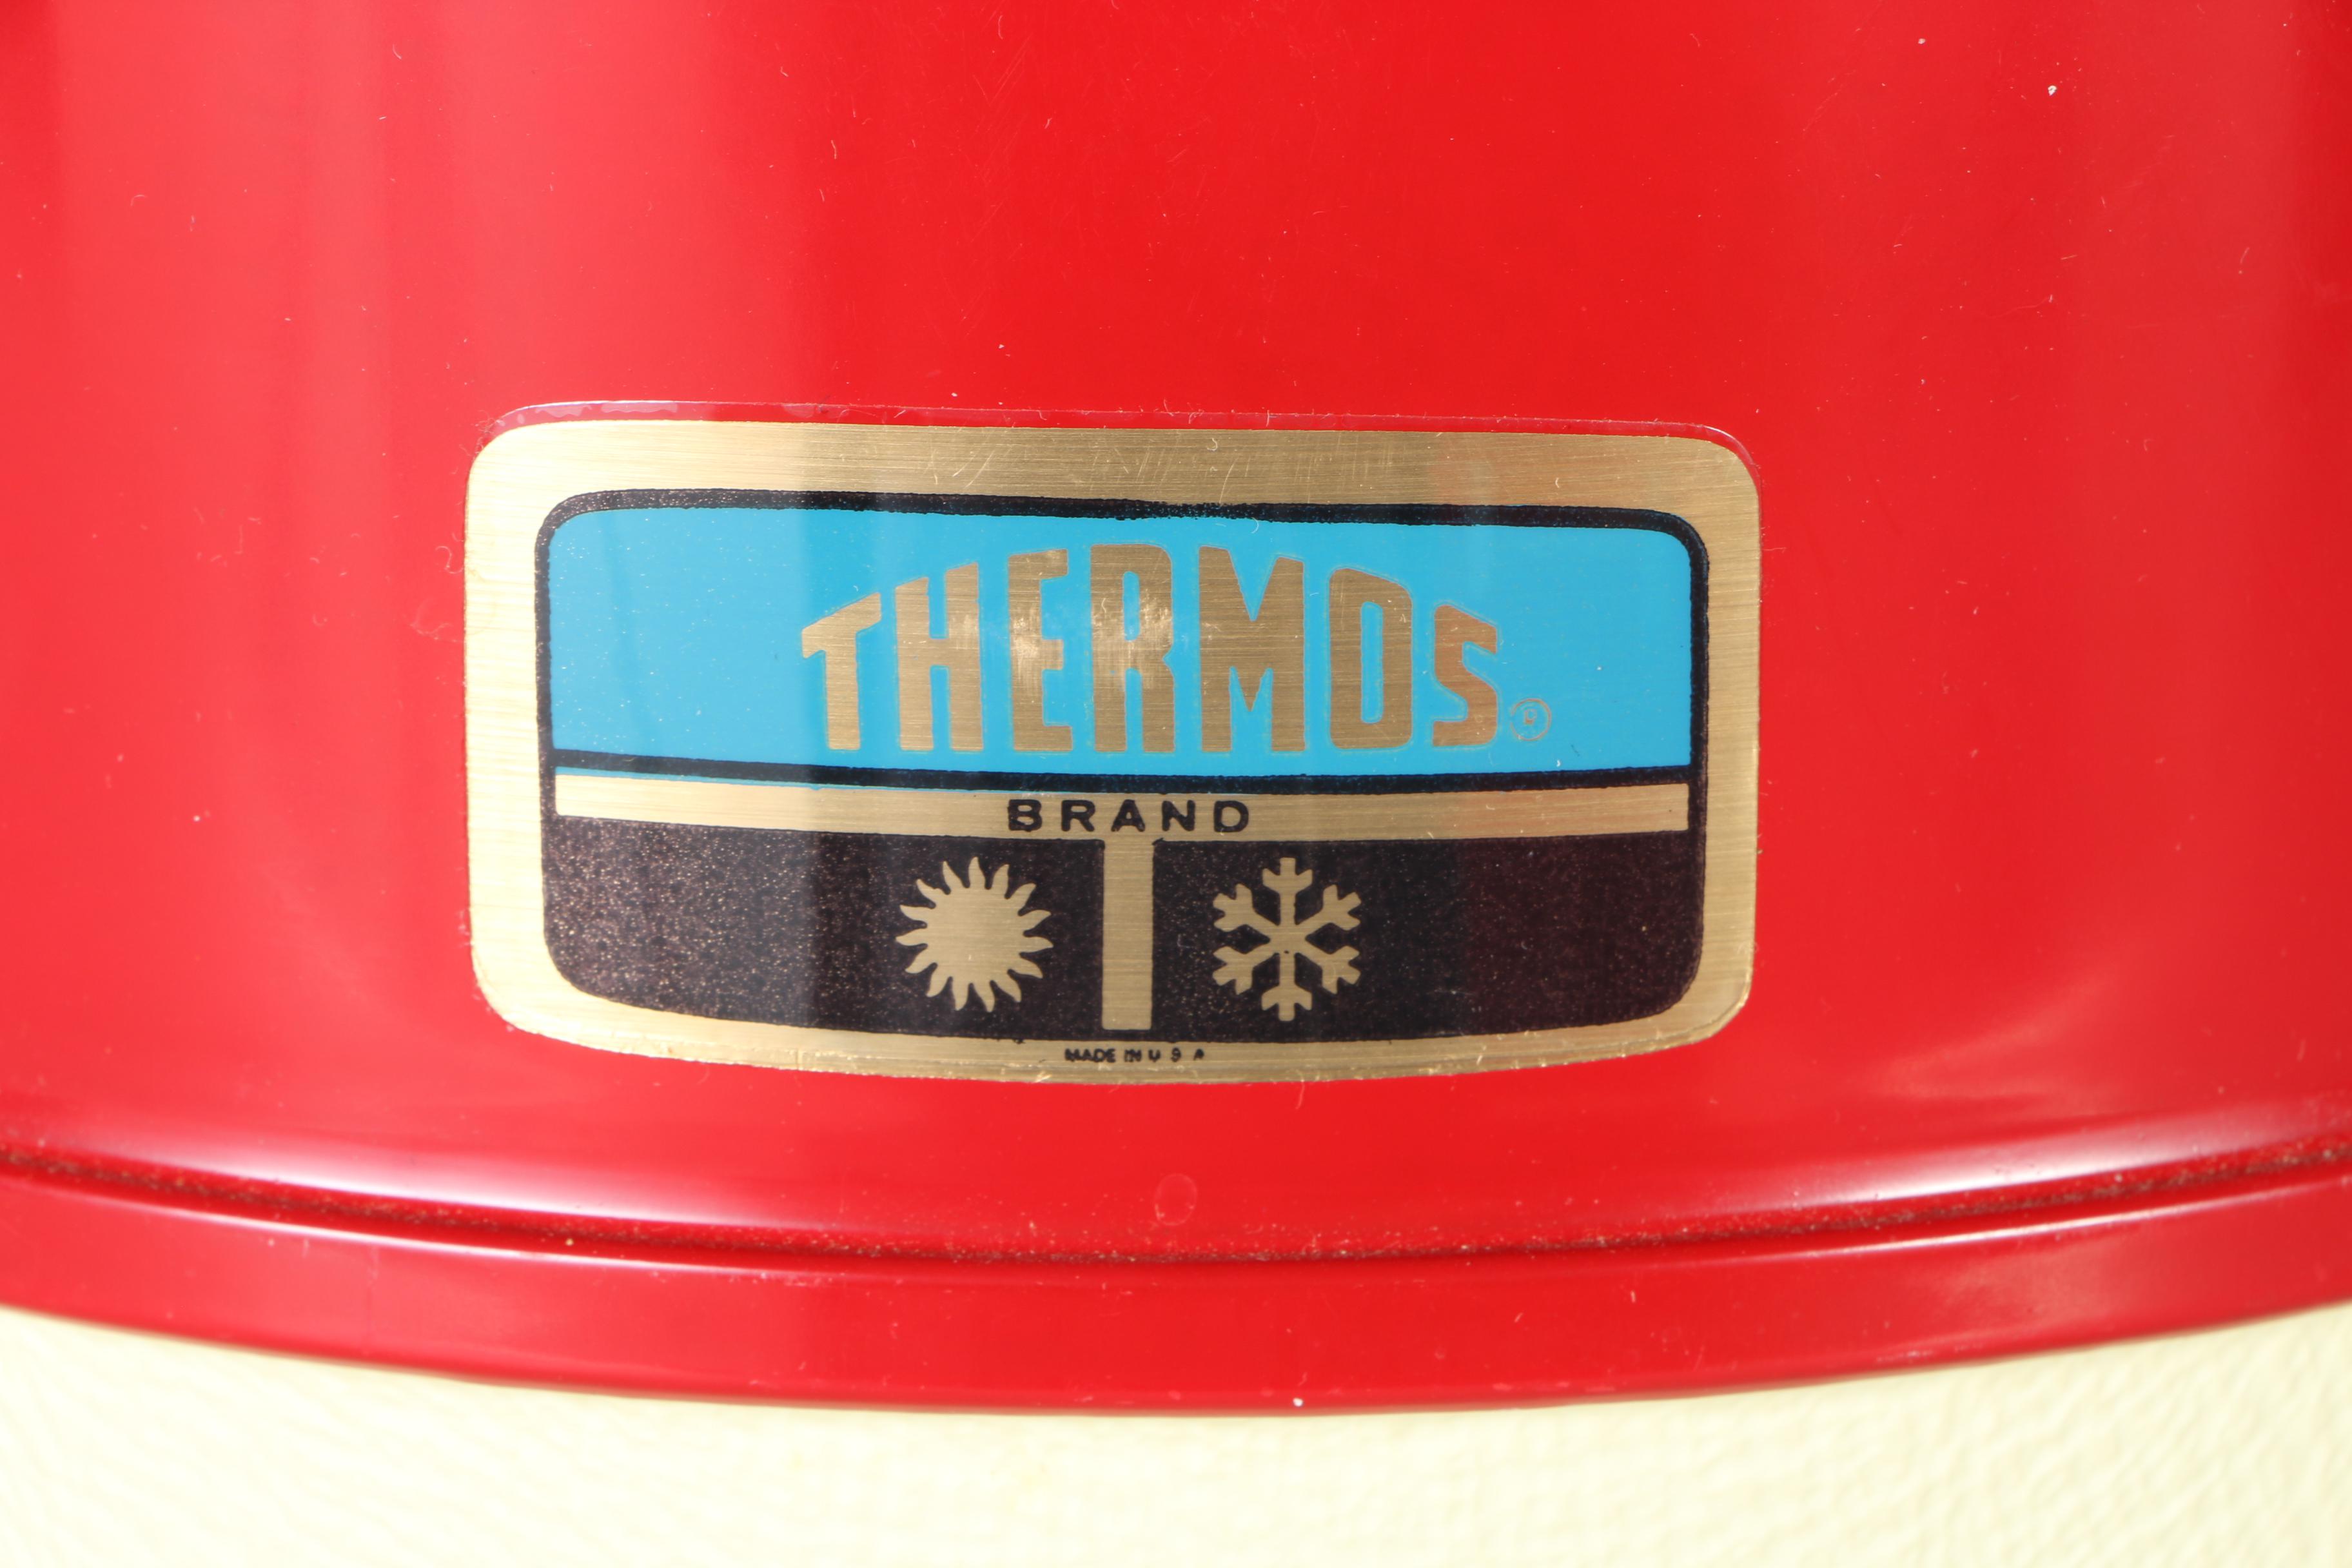 THERMOS®
BRAND
MADE IN U S A